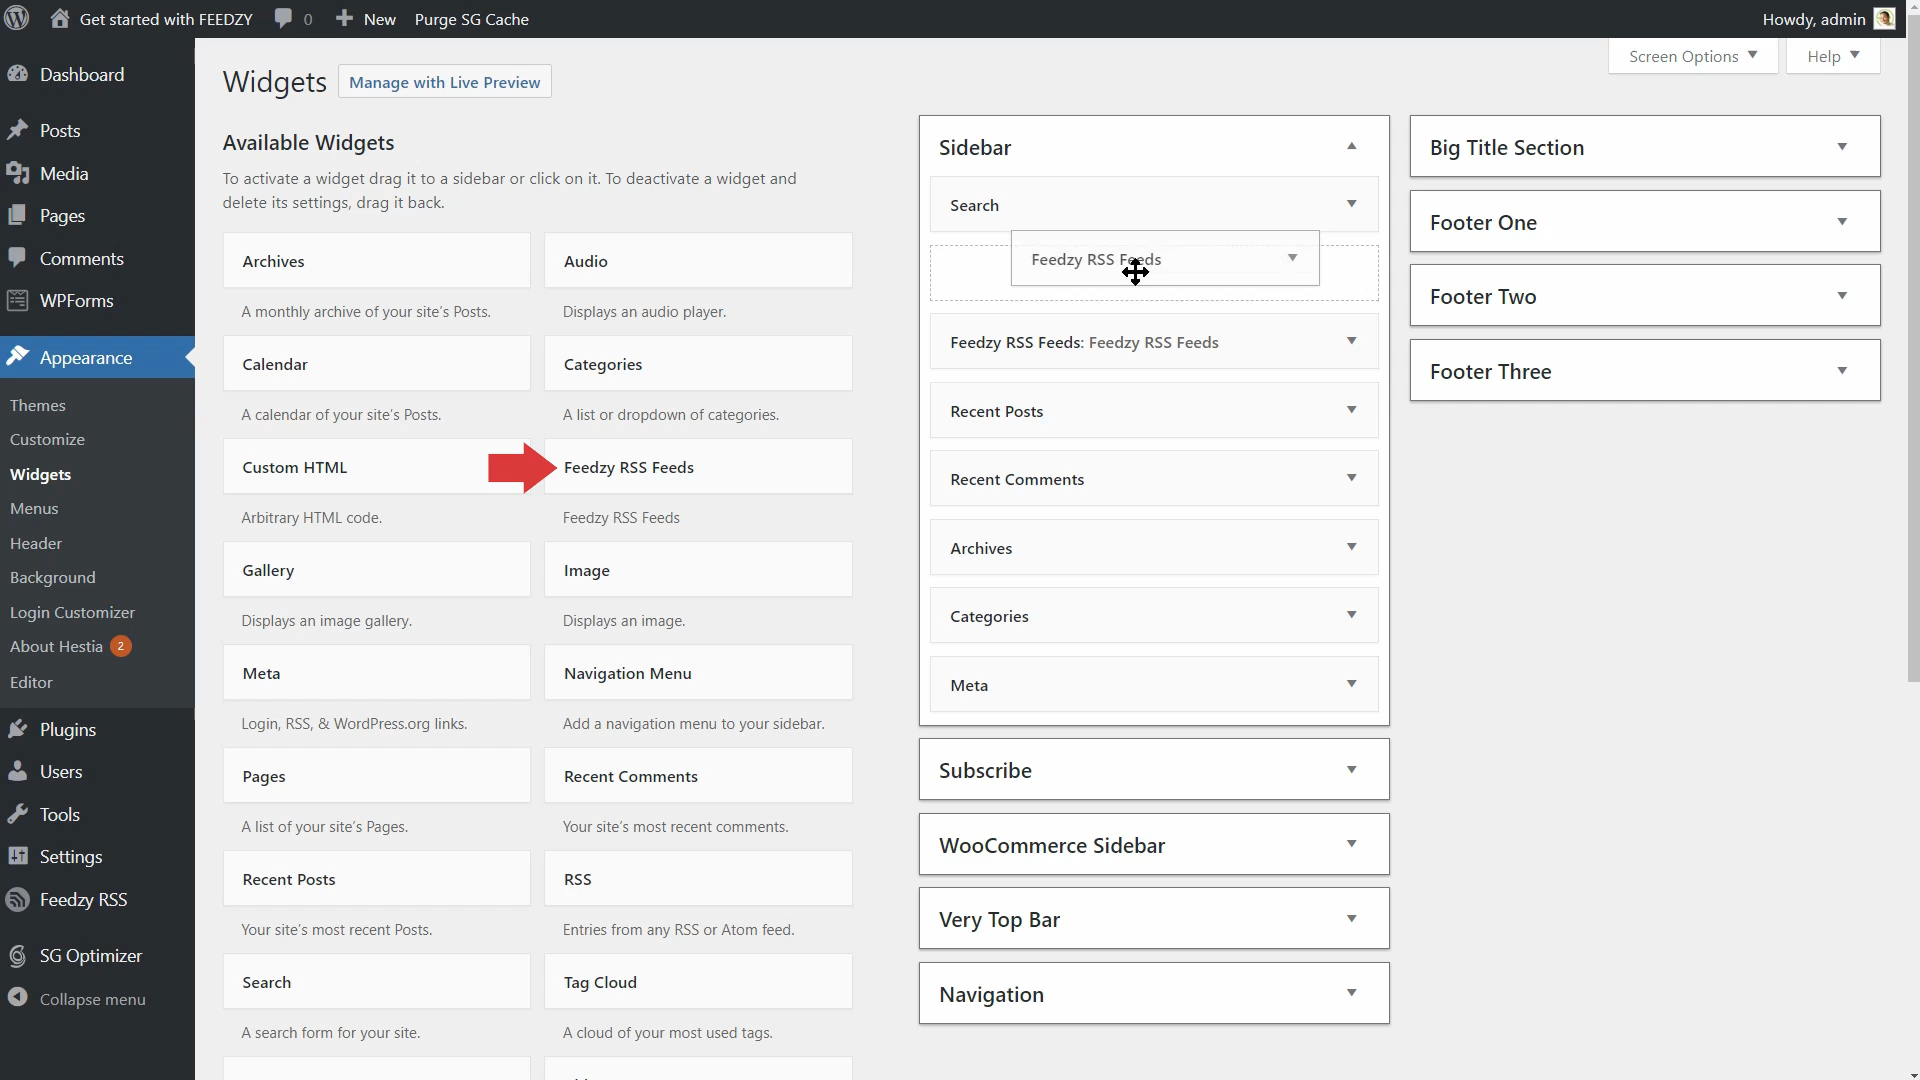 Get started with FEEDZY
0
New
Purge SG Cache
Howdy, admin
Dashboard
Posts
Media
Pages
Comments
WPForms
Appearance
Themes
Customize
Widgets
Menus
Header
Background
Login Customizer
About Hestia 2
Editor
Plugins
Users
Tools
Settings
Feedzy RSS
SG Optimizer
Collapse menu
Screen Options
Help
Widgets
Manage with Live Preview
Available Widgets
To activate a widget drag it to a sidebar or click on it. To deactivate a widget and
delete its settings, drag it back.
Archives
A monthly archive of your site's Posts.
Audio
Displays an audio player.
Calendar
A calendar of your site's Posts.
Categories
A list or dropdown of categories.
Custom HTML
Arbitrary HTML code.
Feedzy RSS Feeds
Feedzy RSS Feeds
Gallery
Displays an image gallery.
Image
Displays an image.
Meta
Login, RSS, & WordPress.org links.
Navigation Menu
Add a navigation menu to your sidebar.
Pages
A list of your site's Pages.
Recent Comments
Your site's most recent comments.
Recent Posts
Your site's most recent Posts.
RSS
Entries from any RSS or Atom feed.
Search
A search form for your site.
Tag Cloud
A cloud of your most used tags.
Sidebar
Search
Feedzy RSS Feeds
Feedzy RSS Feeds: Feedzy RSS Feeds
Recent Posts
Recent Comments
Archives
Categories
Meta
Subscribe
WooCommerce Sidebar
Very Top Bar
Navigation
Big Title Section
Footer One
Footer Two
Footer Three